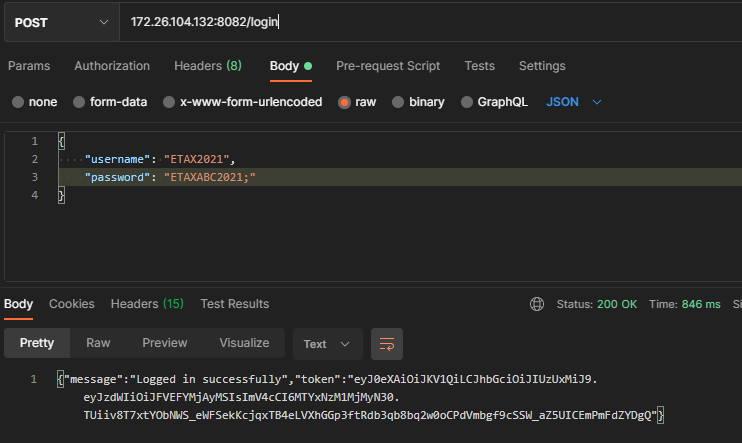 POST 172.26.104.132:8082/login
Params Authorization Headers (8) Body Pre-request Script Tests Settings
none form-data x-www-form-urlencoded raw binary GraphQL JSON
1 {
2 "username": "ETAX2021",
3 "password": "ETAXABC2021;"
4 }
Body Cookies Headers (15) Test Results Status: 200 OK Time: 846 ms
Pretty Raw Preview Visualize Text
1 {"message":"Logged in successfully","token":"eyJ0eXAiOiJKV1QiLCJhbGciOiJIUzUxMiJ9.
eyJzdWIiOiJFVEFYMjAyMSIsImV4cCI6MTYxNzM1MjMyN30.
TUiiv8T7xtYObNWS_eWFSekKcjqxTB4eLVXhGGp3ftRdb3qb8bq2w0oCPdVmbgf9cSSW_aZ5UICEmPmFdZYDgQ"}